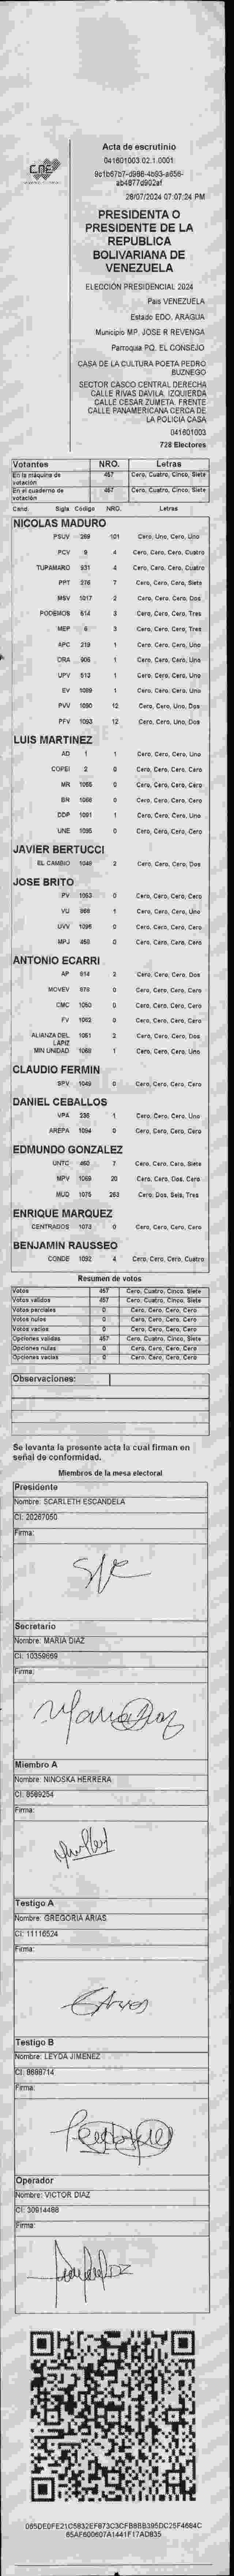 CNE
Acta de escrutinio
041601003.02.1.0001
28/07/2024 07:07:24 PM
PRESIDENTA O
PRESIDENTE DE LA
REPUBLICA
BOLIVARIANA DE
VENEZUELA
ELECCIÓN PRESIDENCIAL 2024
País VENEZUELA
Estado EDO. ARAGUA
Municipio MP. JOSE R REVENGA
Parroquia PQ. EL CONSEJO
CASA DE LA CULTURA POETA PEDRO
BUZNEGO
SECTOR CASCO CENTRAL DERECHA
CALLE RIVAS DAVILA. IZQUIERDA
CALLE CESAR ZUMETA. FRENTE
CALLE PANAMERICANA CERCA DE
LA POLICIA CASA
041601003
728 Electores
Votantes NRO. Letras
En la máquina de votación 457 Cero, Cuatro, Cinco, Siete
En el cuaderno de votación 457 Cero, Cuatro, Cinco, Siete
Cand. Sigla Código NRO. Letras
NICOLAS MADURO
PSUV 269 101 Cero, Uno, Cero, Uno
PCV 9 4 Cero, Cero, Cero, Cuatro
TUPAMARO 931 4 Cero, Cero, Cero, Cuatro
PPT 276 7 Cero, Cero, Cero, Siete
MSV 1017 2 Cero, Cero, Cero, Dos
PODEMOS 614 3 Cero, Cero, Cero, Tres
MEP 6 3 Cero, Cero, Cero, Tres
APC 219 1 Cero, Cero, Cero, Uno
ORA 906 1 Cero, Cero, Cero, Uno
UPV 513 1 Cero, Cero, Cero, Uno
EV 1089 1 Cero, Cero, Cero, Uno
PVV 1090 12 Cero, Cero, Uno, Dos
PFV 1093 12 Cero, Cero, Uno, Dos
LUIS MARTINEZ
AD 1 1 Cero, Cero, Cero, Uno
COPEI 2 0 Cero, Cero, Cero, Cero
MR 1065 0 Cero, Cero, Cero, Cero
BR 1088 0 Cero, Cero, Cero, Cero
DDP 1091 1 Cero, Cero, Cero, Uno
UNE 1095 0 Cero, Cero, Cero, Cero
JAVIER BERTUCCI
EL CAMBIO 1048 2 Cero, Cero, Cero, Dos
JOSE BRITO
PV 1053 0 Cero, Cero, Cero, Cero
VU 868 1 Cero, Cero, Cero, Uno
UVV 1096 0 Cero, Cero, Cero, Cero
MPJ 458 0 Cero, Cero, Cero, Cero
ANTONIO ECARRI
AP 914 2 Cero, Cero, Cero, Dos
MOVEV 978 0 Cero, Cero, Cero, Cero
CMC 1050 0 Cero, Cero, Cero, Cero
FV 1082 0 Cero, Cero, Cero, Cero
ALIANZA DEL LAPIZ 1051 2 Cero, Cero, Cero, Dos
MIN UNIDAD 1068 1 Cero, Cero, Cero, Uno
CLAUDIO FERMIN
SPV 1049 0 Cero, Cero, Cero, Cero
DANIEL CEBALLOS
VPA 236 1 Cero, Cero, Cero, Uno
AREPA 1094 0 Cero, Cero, Cero, Cero
EDMUNDO GONZALEZ
UNTC 460 7 Cero, Cero, Cero, Siete
MPV 1069 20 Cero, Cero, Dos, Cero
MUD 1075 263 Cero, Dos, Seis, Tres
ENRIQUE MARQUEZ
CENTRADOS 1073 0 Cero, Cero, Cero, Cero
BENJAMIN RAUSSEO
CONDE 1092 4 Cero, Cero, Cero, Cuatro
Resumen de votos
Votos 457 Cero, Cuatro, Cinco, Siete
Votos validos 457 Cero, Cuatro, Cinco, Siete
Votos parciales 0 Cero, Cero, Cero, Cero
Votos nulos 0 Cero, Cero, Cero, Cero
Votos vacíos 0 Cero, Cero, Cero, Cero
Opciones validas 457 Cero, Cuatro, Cinco, Siete
Opciones nulas 0 Cero, Cero, Cero, Cero
Opciones vacías 0 Cero, Cero, Cero, Cero
Observaciones:
Se levanta la presente acta la cual firman en
señal de conformidad.
Miembros de la mesa electoral
Presidente
Nombre: SCARLETH ESCANDELA
CI: 20267050
Firma:
Secretario
Nombre: MARIA DIAZ
CI: 10359669
Firma:
Maria Diaz
Miembro A
Nombre: NINOSKA HERRERA
CI: 8589254
Firma:
Testigo A
Nombre: GREGORIA ARIAS
CI: 11116524
Firma:
Testigo B
Nombre: LEYDA JIMENEZ
CI: 8688714
Firma:
Operador
Nombre: VICTOR DIAZ
CI: 30914488
Firma: